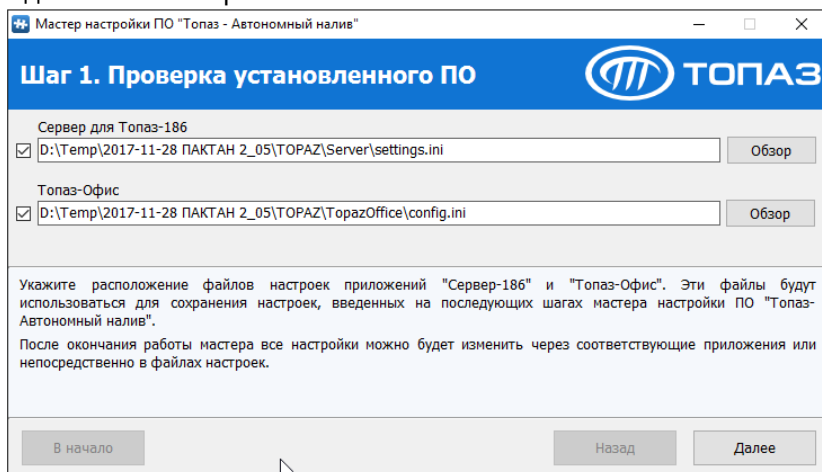 Мастер настройки ПО "Топаз - Автономный налив"
Шаг 1. Проверка установленного ПО
ТОПАЗ
Сервер для Топаз-186
D:\Temp\2017-11-28 ПАКТАН 2_05\TOPAZ\Server\settings.ini
Обзор
Топаз-Офис
D:\Temp\2017-11-28 ПАКТАН 2_05\TOPAZ\TopazOffice\config.ini
Обзор
Укажите расположение файлов настроек приложений "Сервер-186" и "Топаз-Офис". Эти файлы будут
использоваться для сохранения настроек, введенных на последующих шагах мастера настройки ПО "Топаз-
Автономный налив".
После окончания работы мастера все настройки можно будет изменить через соответствующие приложения или
непосредственно в файлах настроек.
В начало
Назад
Далее